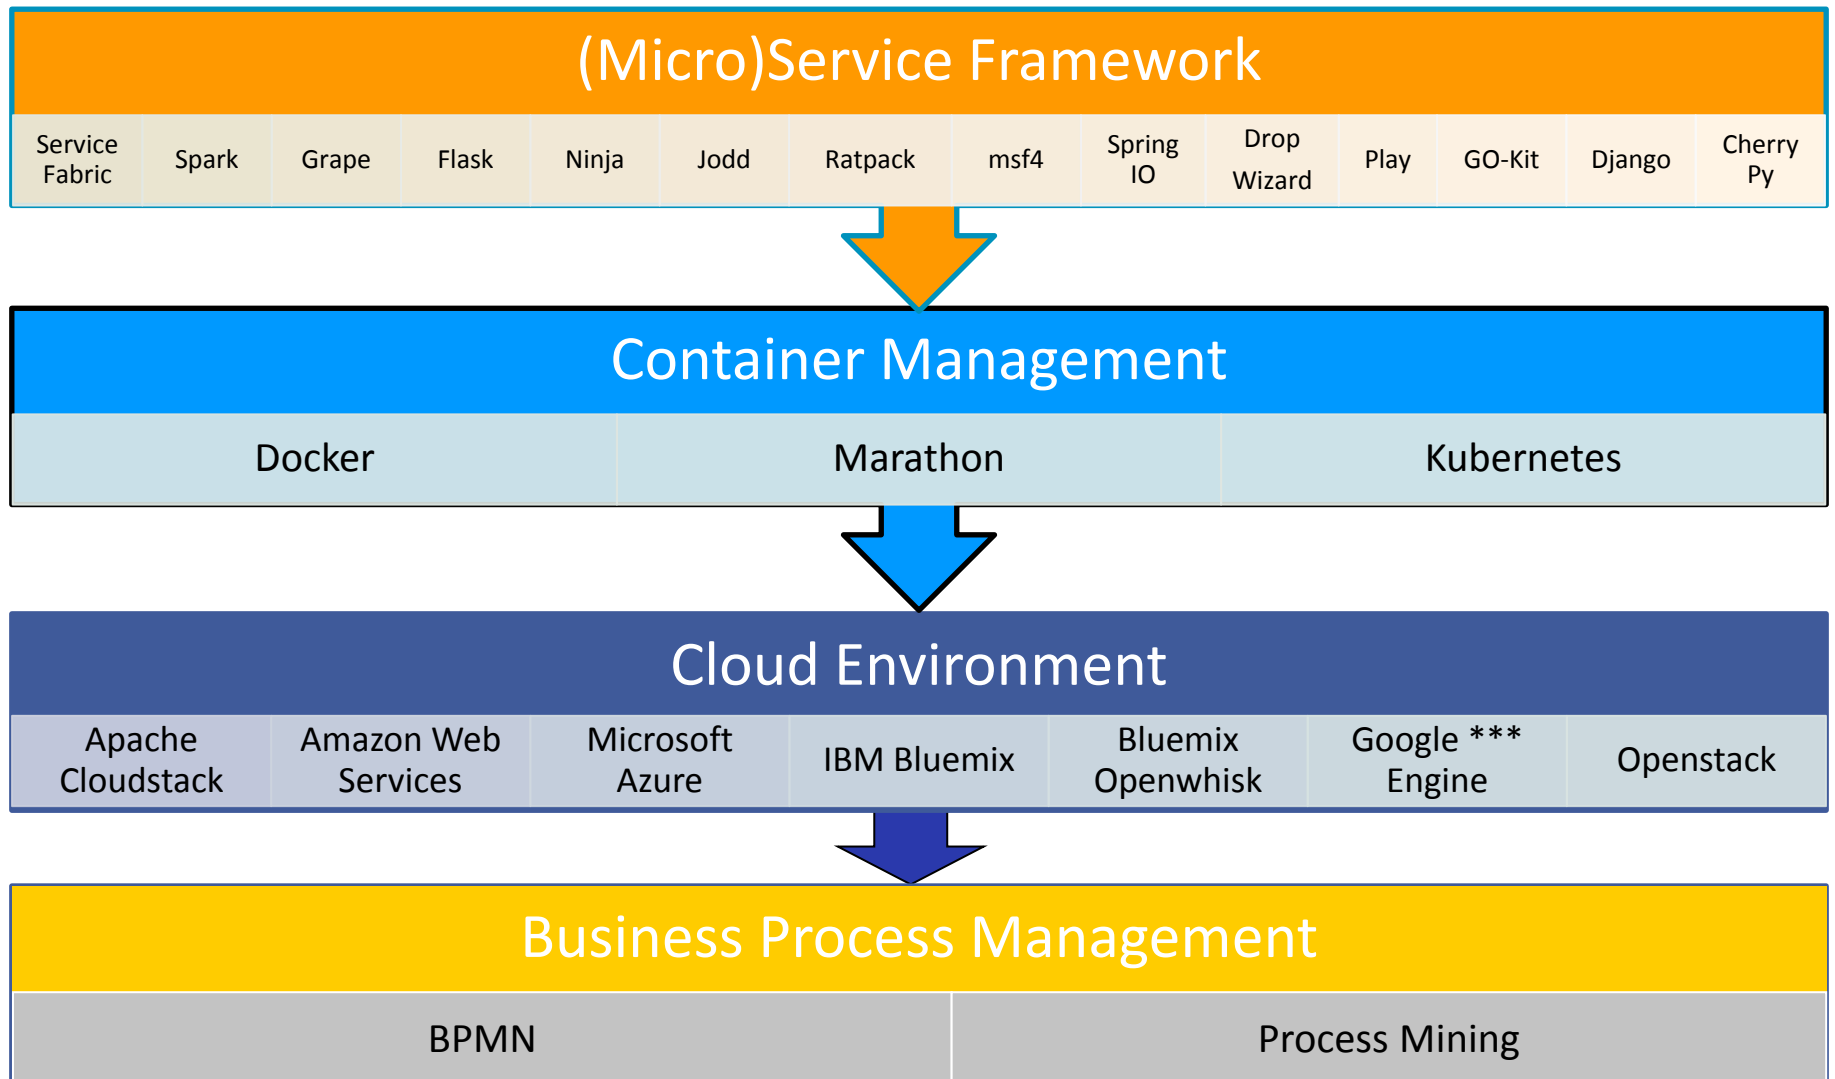 (Micro)Service Framework
Service
Fabric
Spark
Grape
Flask
Ninja
Jodd
Ratpack
msf4
Spring
IO
Drop
Wizard
Play
GO-Kit
Django
Cherry
Py
Container Management
Docker
Marathon
Kubernetes
Cloud Environment
Apache
Cloudstack
Amazon Web
Services
Microsoft
Azure
IBM Bluemix
Bluemix
Openwhisk
Google ***
Engine
Openstack
Business Process Management
BPMN
Process Mining